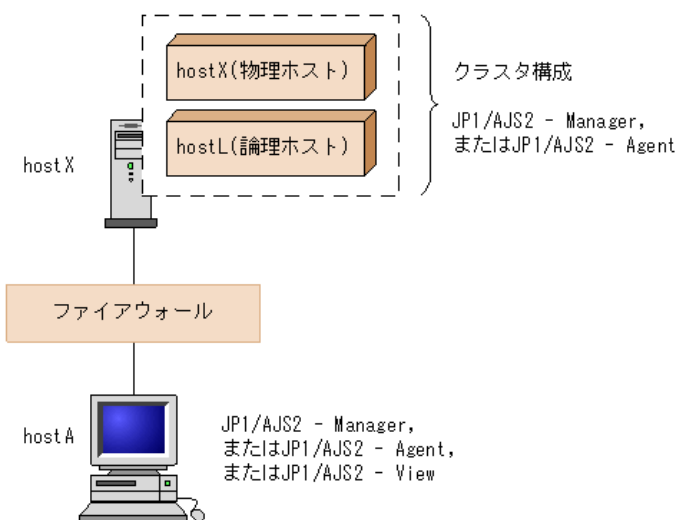 hostX(物理ホスト)
クラスタ構成
JP1/AJS2 - Manager,
またはJP1/AJS2 - Agent
hostL(論理ホスト)
hostX
ファイアウォール
hostA
JP1/AJS2 - Manager,
またはJP1/AJS2 - Agent,
またはJP1/AJS2 - View